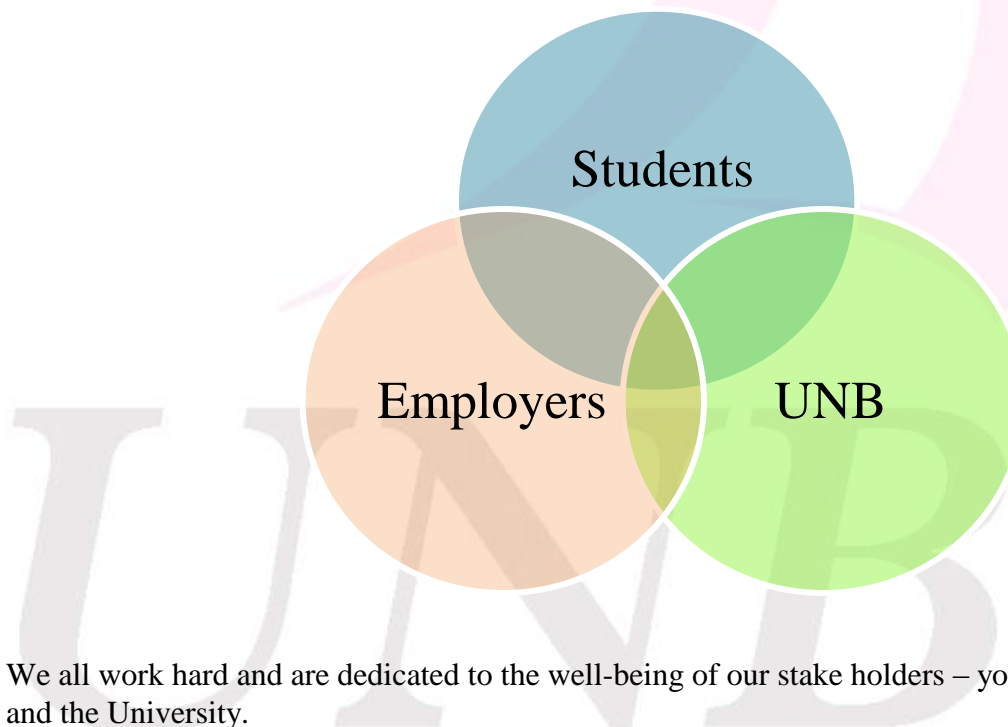 Students
Employers
UNB
UNB
We all work hard and are dedicated to the well-being of our stake holders – yo
and the University.